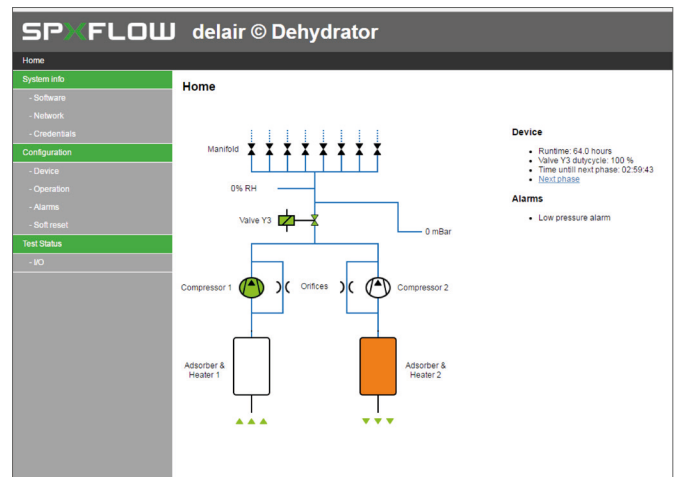 SPXFLOW delair © Dehydrator
Home
System info
- Software
- Network
- Credentials
Configuration
- Device
- Operation
- Alarms
- Soft reset
Test Status
- I/O
Home
Manifold
0% RH
Valve Y3
0 mBar
Compressor 1
Orifices
Compressor 2
Adsorber &
Heater 1
Adsorber &
Heater 2
Device
Runtime: 64.0 hours
Valve Y3 dutycycle: 100 %
Time untill next phase: 02:59:43
Next phase
Alarms
Low pressure alarm